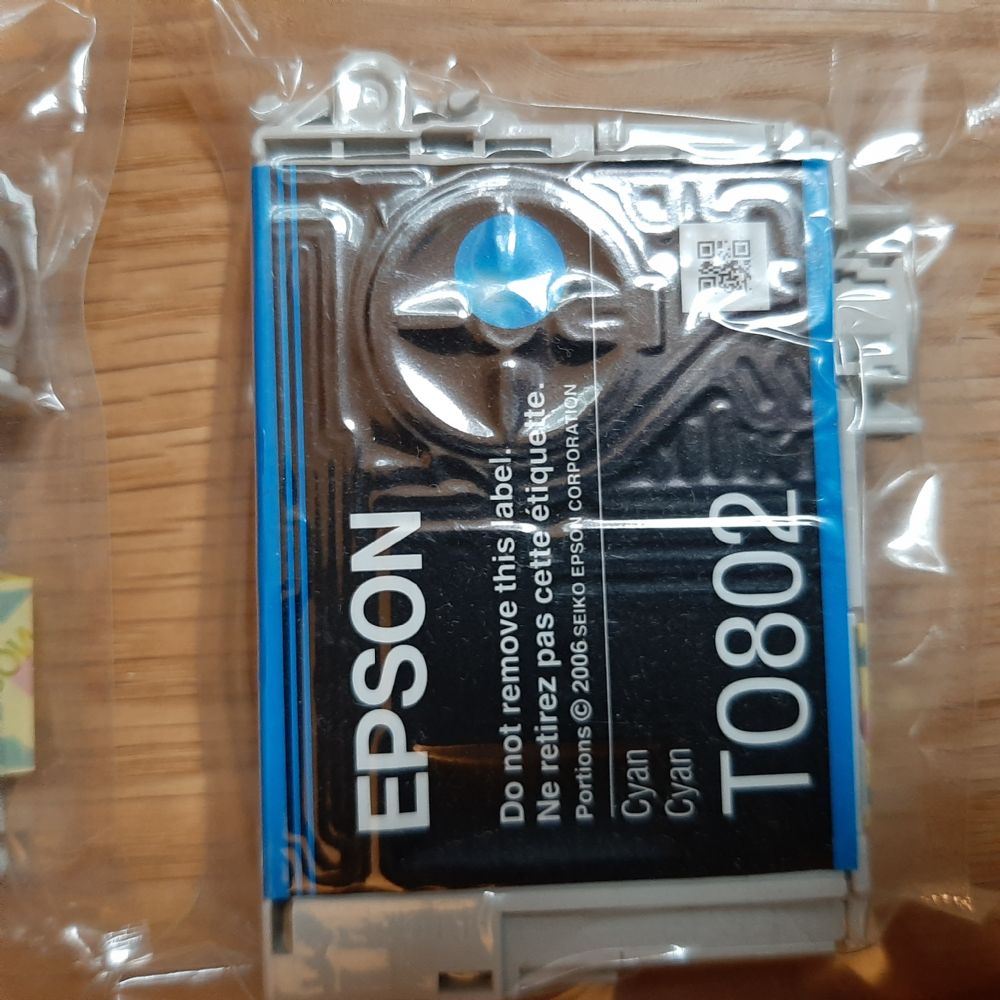 EPSON
Do not remove this label.
Ne retirez pas cette étiquette.
Portions © 2006 SEIKO EPSON CORPORATION
Cyan
Cyan
T0802